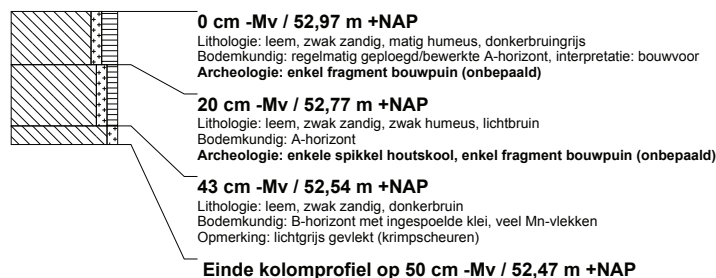 0 cm -Mv / 52,97 m +NAP
Lithologie: leem, zwak zandig, matig humeus, donkerbruingrijs
Bodemkundig: regelmatig geploegd/bewerkte A-horizont, interpretatie: bouwvoor
Archeologie: enkel fragment bouwpuin (onbepaald)
20 cm -Mv / 52,77 m +NAP
Lithologie: leem, zwak zandig, zwak humeus, lichtbruin
Bodemkundig: A-horizont
Archeologie: enkele spikkel houtskool, enkel fragment bouwpuin (onbepaald)
43 cm -Mv / 52,54 m +NAP
Lithologie: leem, zwak zandig, donkerbruin
Bodemkundig: B-horizont met ingespoelde klei, veel Mn-vlekken
Opmerking: lichtgrijs gevlekt (krimpscheuren)
Einde kolomprofiel op 50 cm -Mv / 52,47 m +NAP